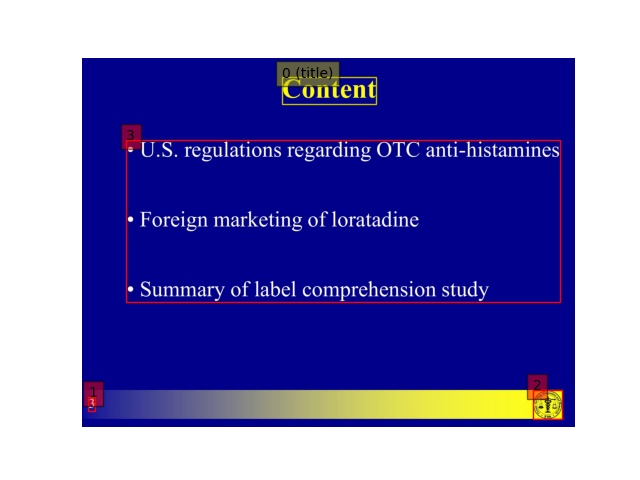 0 (title)
Content
3
• U.S. regulations regarding OTC anti-histamines
• Foreign marketing of loratadine
• Summary of label comprehension study
1
3
2